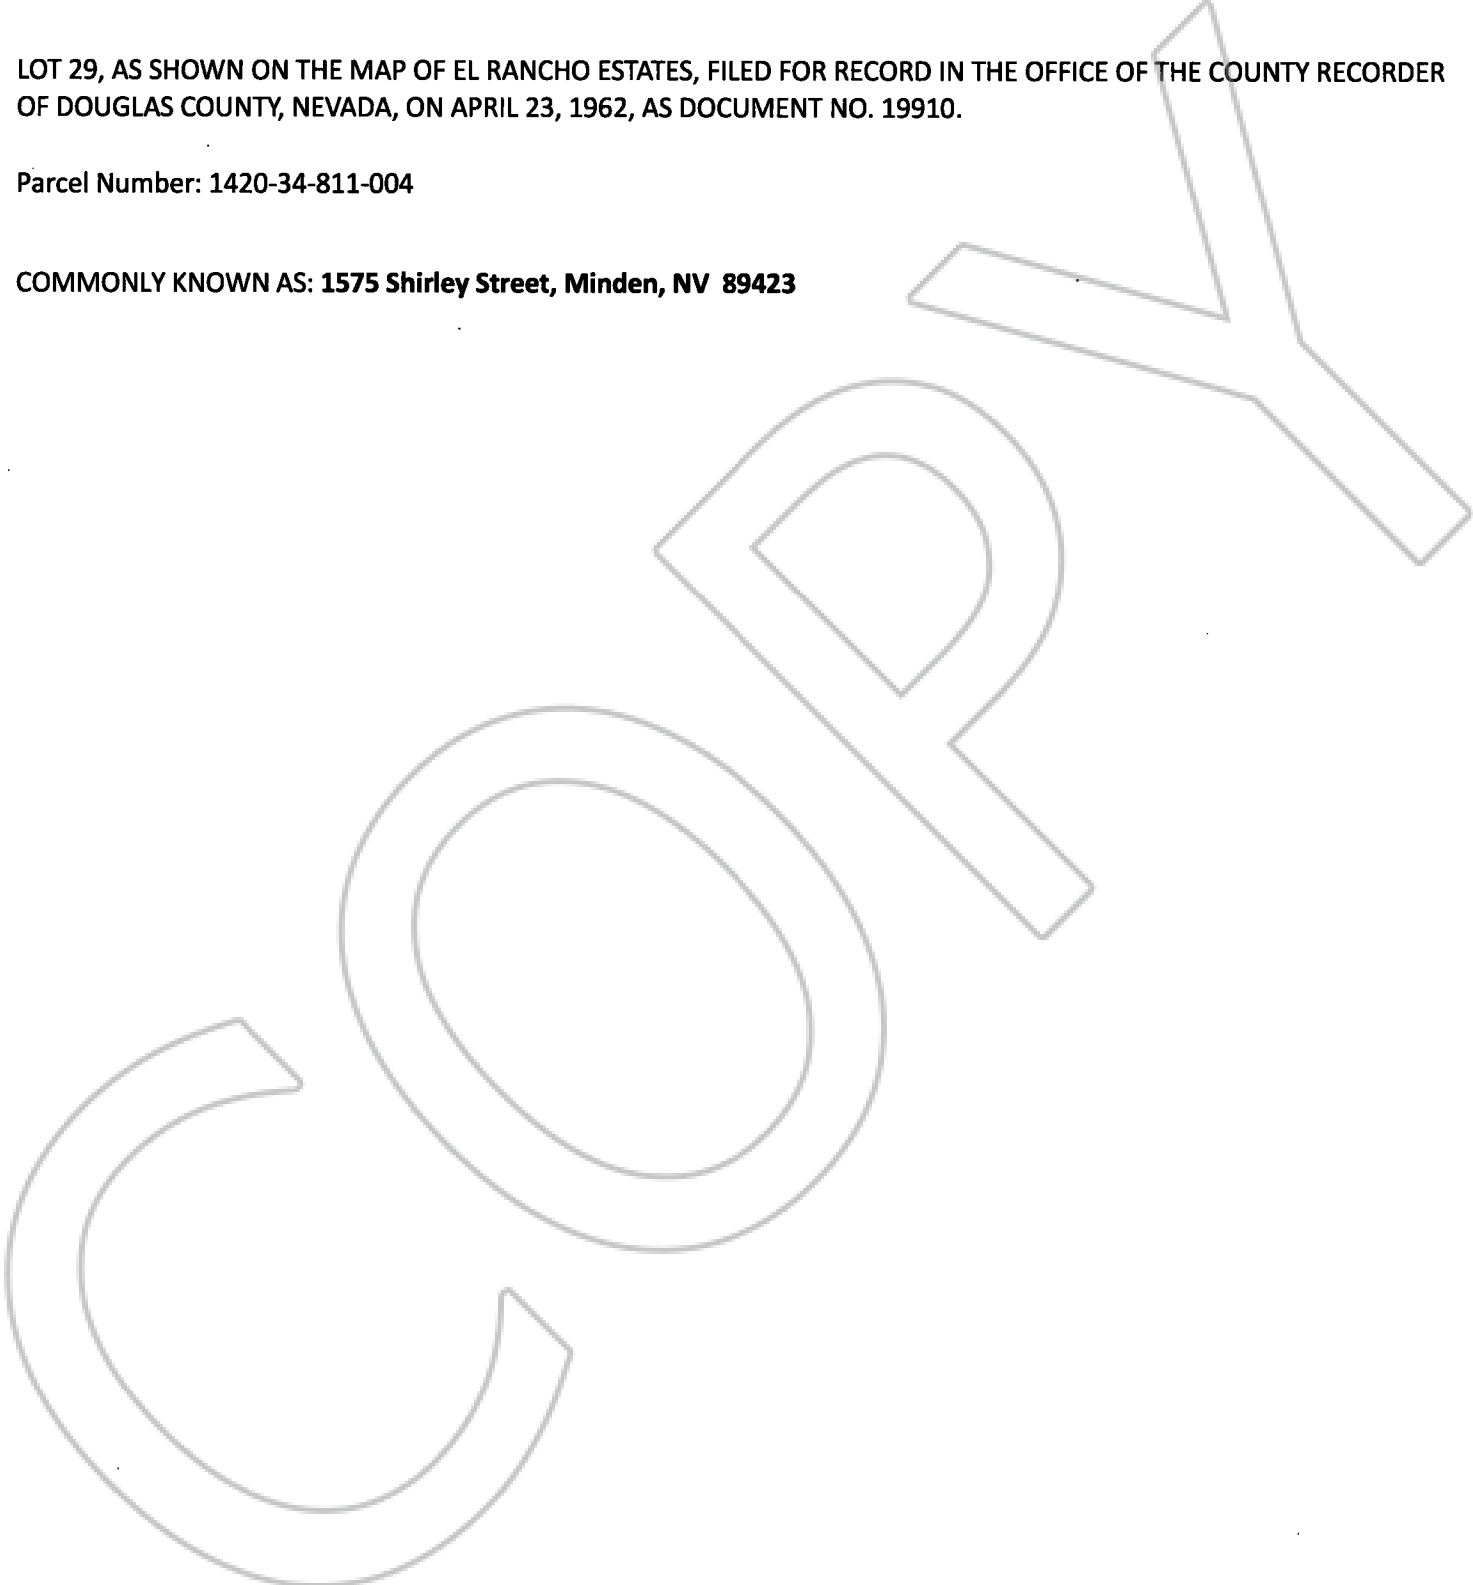 LOT 29, AS SHOWN ON THE MAP OF EL RANCHO ESTATES, FILED FOR RECORD IN THE OFFICE OF THE COUNTY RECORDER
OF DOUGLAS COUNTY, NEVADA, ON APRIL 23, 1962, AS DOCUMENT NO. 19910.
Parcel Number: 1420-34-811-004
COMMONLY KNOWN AS: 1575 Shirley Street, Minden, NV  89423
COPY